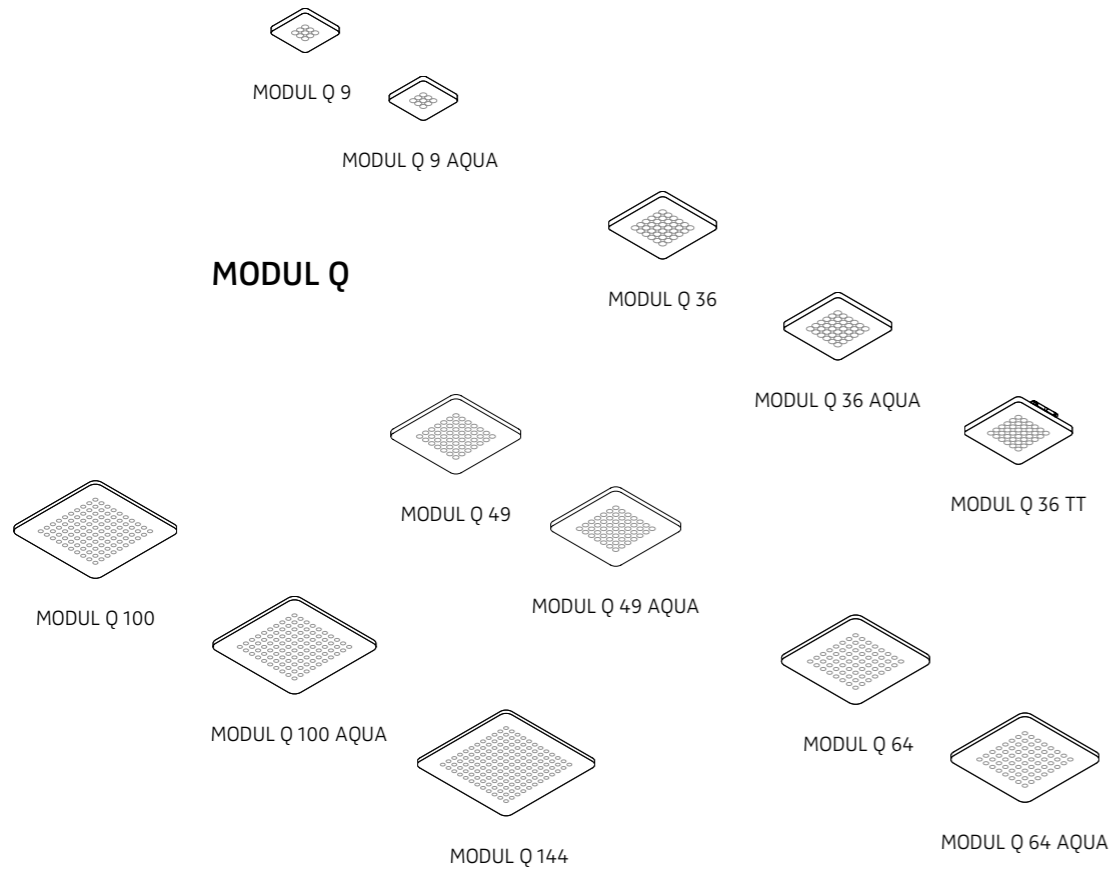 MODUL Q 9
MODUL Q 9 AQUA
MODUL Q
MODUL Q 36
MODUL Q 36 AQUA
MODUL Q 36 TT
MODUL Q 49
MODUL Q 49 AQUA
MODUL Q 100
MODUL Q 100 AQUA
MODUL Q 64
MODUL Q 64 AQUA
MODUL Q 144